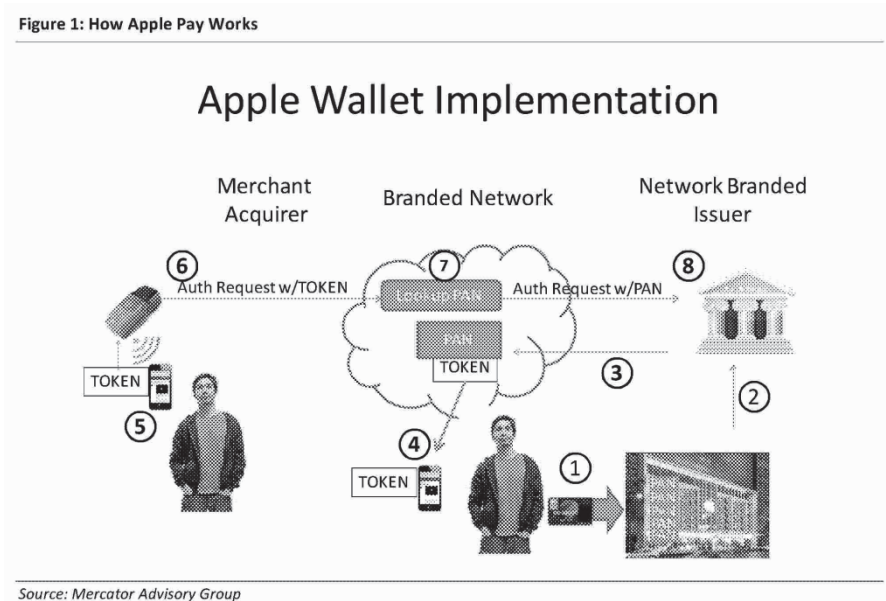 Figure 1: How Apple Pay Works
Apple Wallet Implementation
Merchant
Acquirer
Branded Network
Network Branded
Issuer
6
7
8
Auth Request w/TOKEN
Lookup PAN
Auth Request w/PAN
PAN
TOKEN
3
TOKEN
2
5
4
1
TOKEN
Source: Mercator Advisory Group